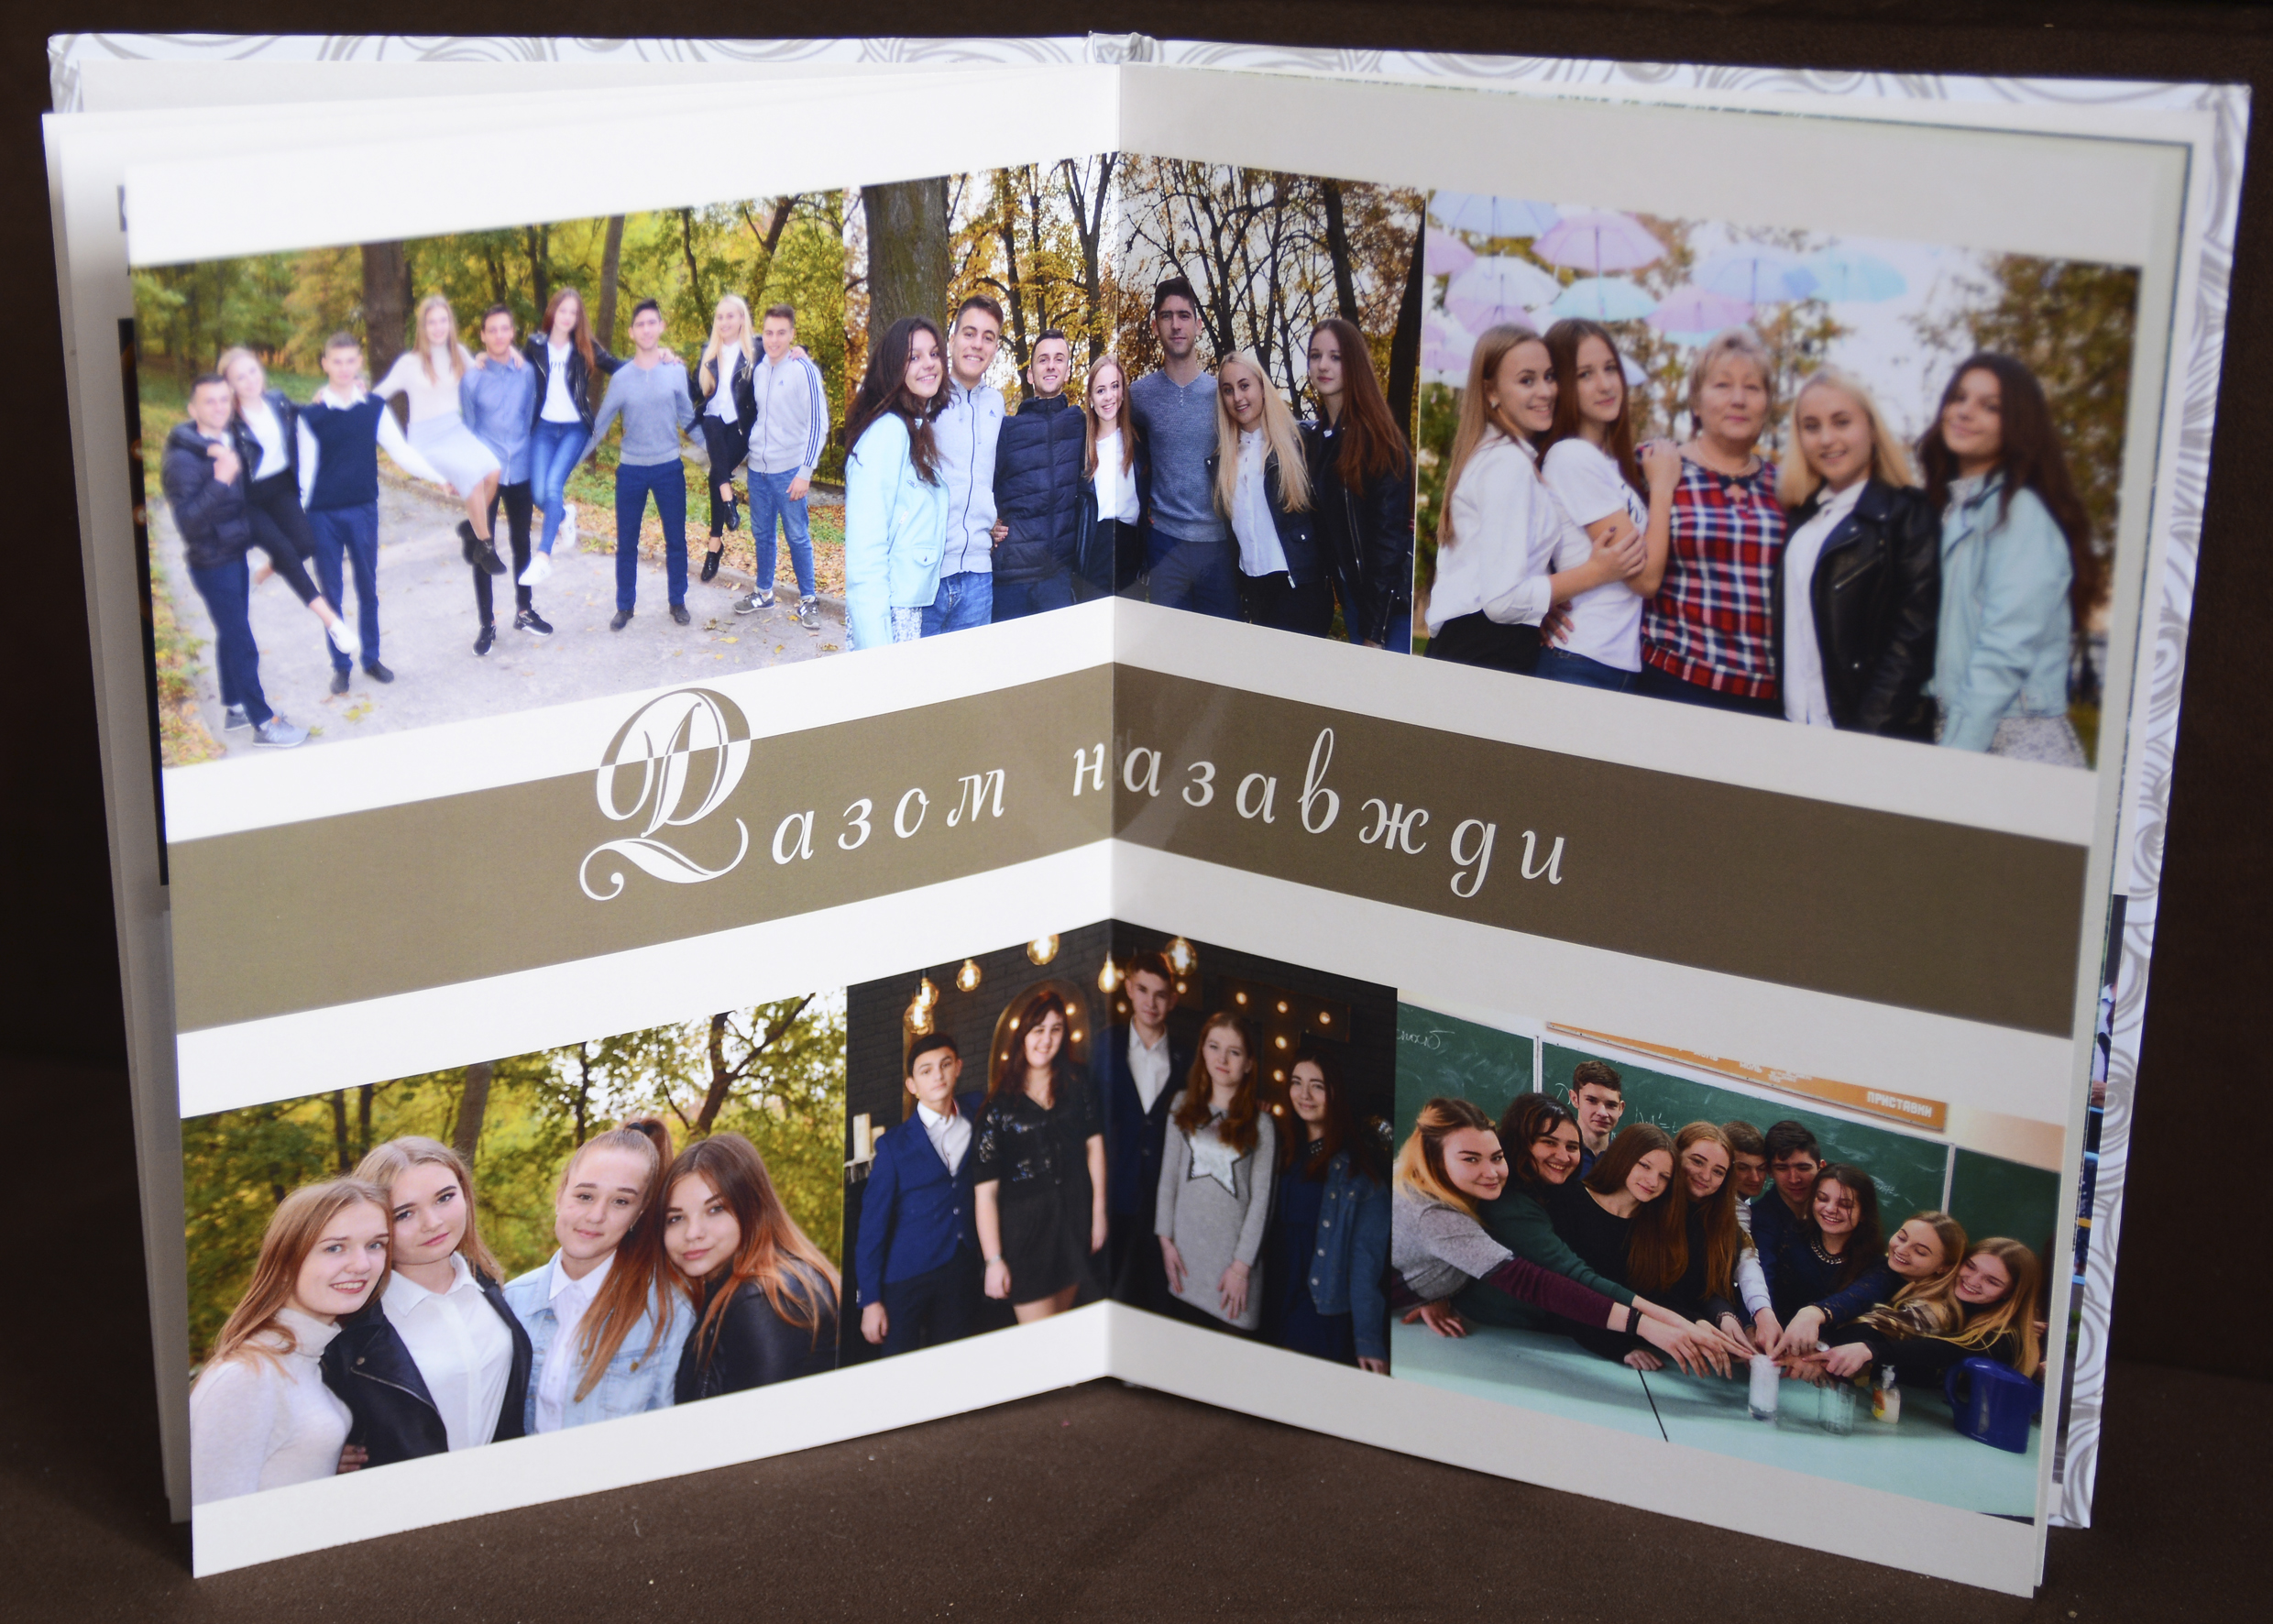 Разом назавжди
ПРИСТАВКИ